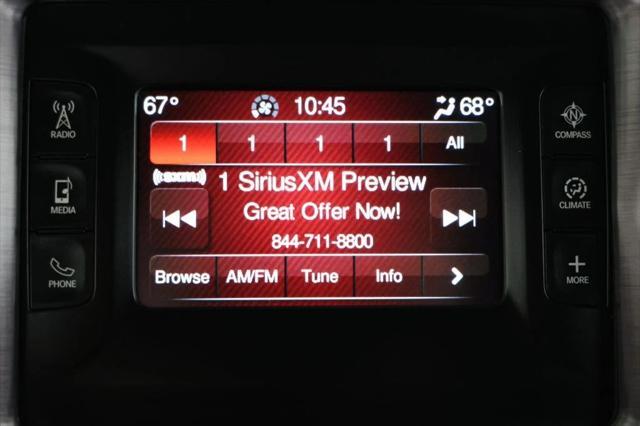 67° 10:45 68°
1 1 1 1 All
((SXM)) 1 SiriusXM Preview
Great Offer Now!
844-711-8800
Browse AM/FM Tune Info
RADIO
MEDIA
PHONE
N
COMPASS
CLIMATE
MORE